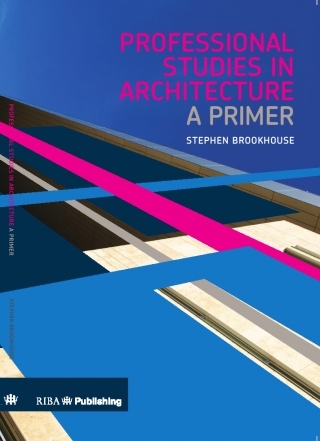 PROFESSIONAL
STUDIES IN
ARCHITECTURE
A PRIMER
STEPHEN BROOKHOUSE
PROFESSIONAL STUDIES IN ARCHITECTURE A PRIMER
STEPHEN BROOKHOUSE
RIBA Publishing